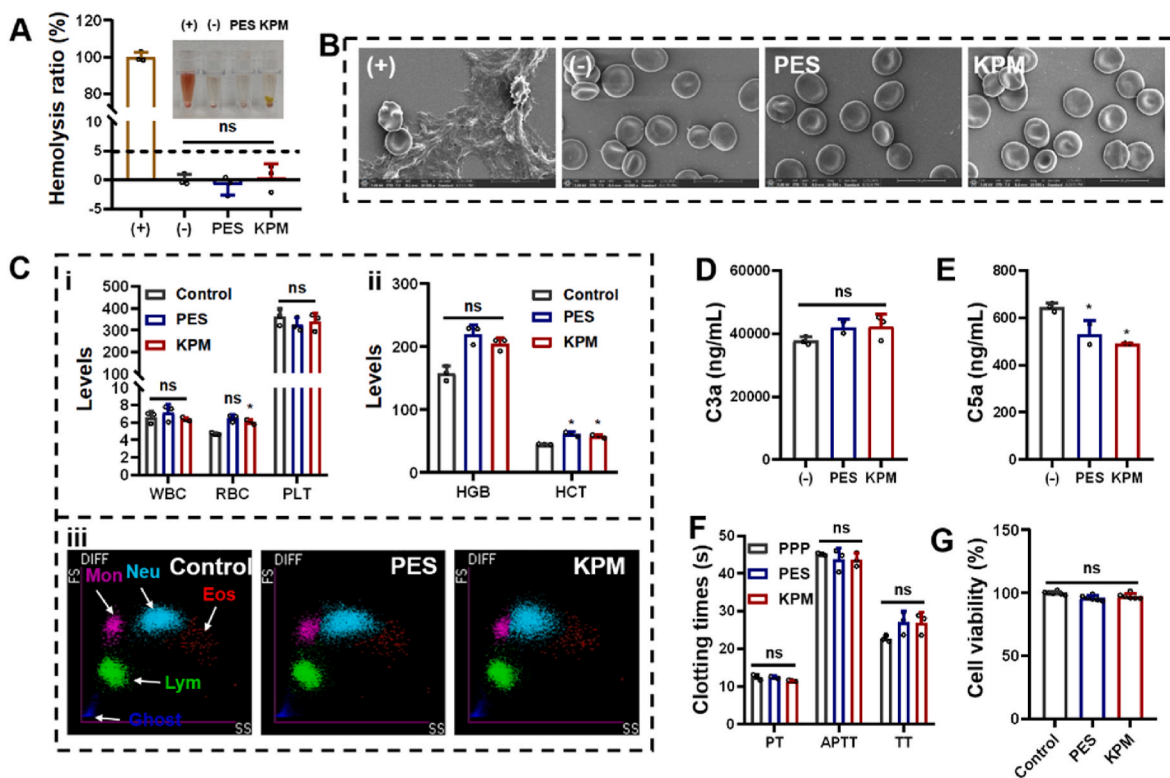 A
Hemolysis ratio (%)
120
100
80
5
0
-5
(+) (-) PES KPM
ns
(+) (-) PES KPM
B
(+)
(-)
PES
KPM
C
i
Levels
500
400
300
200
100
10
8
6
4
2
0
Control
PES
KPM
ns
ns
ns *
WBC RBC PLT
ii
Levels
300
200
100
0
ns
Control
PES
KPM
* *
HGB HCT
iii
DIFF
FS
Mon Neu Control
Eos
Lym
Ghost
SS
DIFF
FS
PES
SS
DIFF
FS
KPM
SS
D
C3a (ng/mL)
60000
40000
20000
0
ns
(-) PES KPM
E
C5a (ng/mL)
800
600
400
200
0
*
*
(-) PES KPM
F
Clotting times (s)
50
40
30
20
10
0
PPP
PES
KPM
ns
ns
ns
PT APTT TT
G
Cell viability (%)
150
100
50
0
ns
Control PES KPM